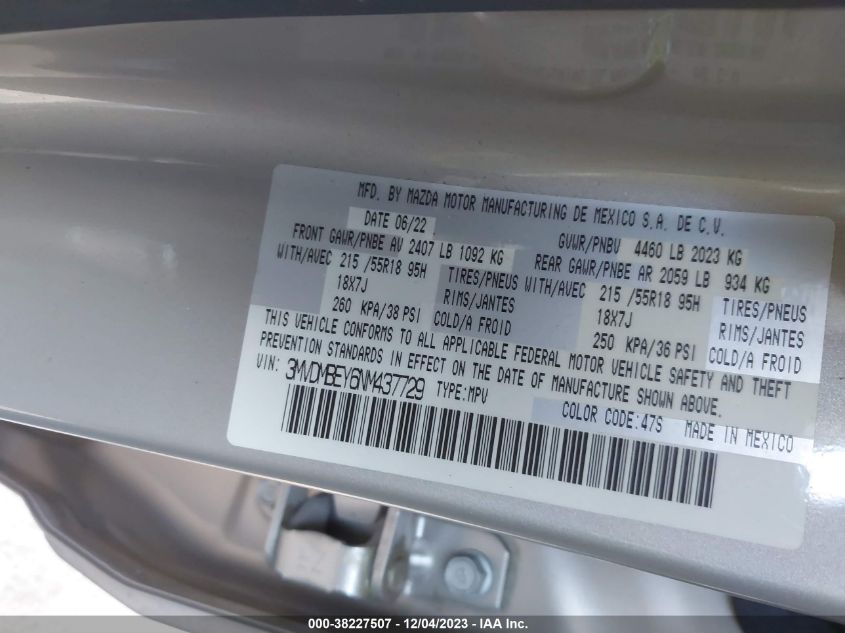 MFD. BY MAZDA MOTOR MANUFACTURING DE MEXICO S.A. DE C.V.
DATE 06/22 GVWR/PNBV 4460 LB 2023 KG
FRONT GAWR/PNBE AV 2407 LB 1092 KG REAR GAWR/PNBE AR 2059 LB 934 KG
WITH/AVEC 215 /55R18 95H TIRES/PNEUS WITH/AVEC 215 /55R18 95H TIRES/PNEUS
18X7J RIMS/JANTES 18X7J RIMS/JANTES
260 KPA/38 PSI COLD/A FROID 250 KPA/36 PSI COLD/A FROID
THIS VEHICLE CONFORMS TO ALL APPLICABLE FEDERAL MOTOR VEHICLE SAFETY AND THEFT
PREVENTION STANDARDS IN EFFECT ON THE DATE OF MANUFACTURE SHOWN ABOVE.
VIN: 3MVDMBEY6NM437729 TYPE:MPV COLOR CODE:47S MADE IN MEXICO
000-38227507 - 12/04/2023 - IAA Inc.